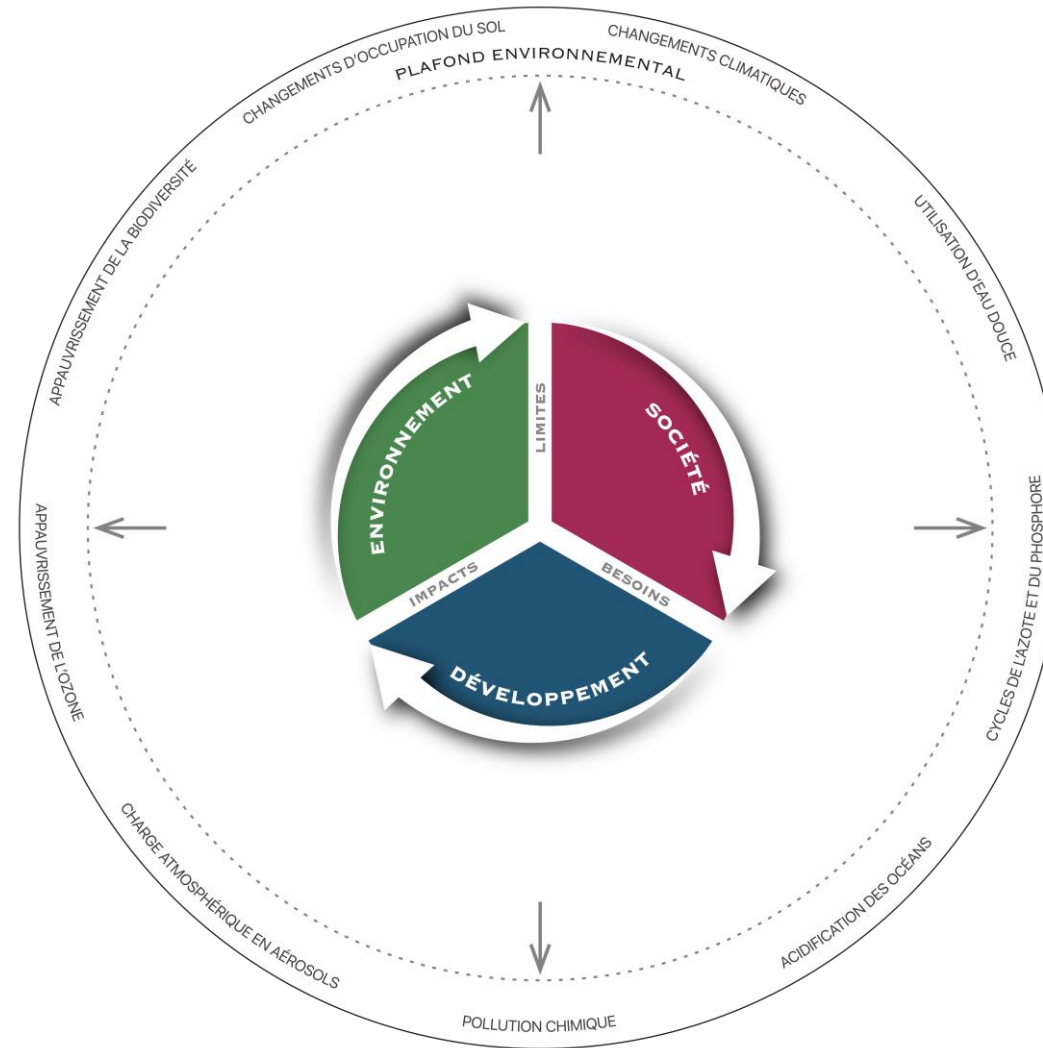 CHANGEMENTS D'OCCUPATION DU SOL
CHANGEMENTS CLIMATIQUES
PLAFOND ENVIRONNEMENTAL
APPAUVRISSEMENT DE LA BIODIVERSITÉ
UTILISATION D'EAU DOUCE
ENVIRONNEMENT
LIMITES
SOCIÉTÉ
IMPACTS
BESOINS
DÉVELOPPEMENT
APPAUVRISSEMENT DE L'OZONE
CYCLES DE L'AZOTE ET DU PHOSPHORE
CHARGE ATMOSPHÉRIQUE EN AÉROSOLS
ACIDIFICATION DES OCÉANS
POLLUTION CHIMIQUE